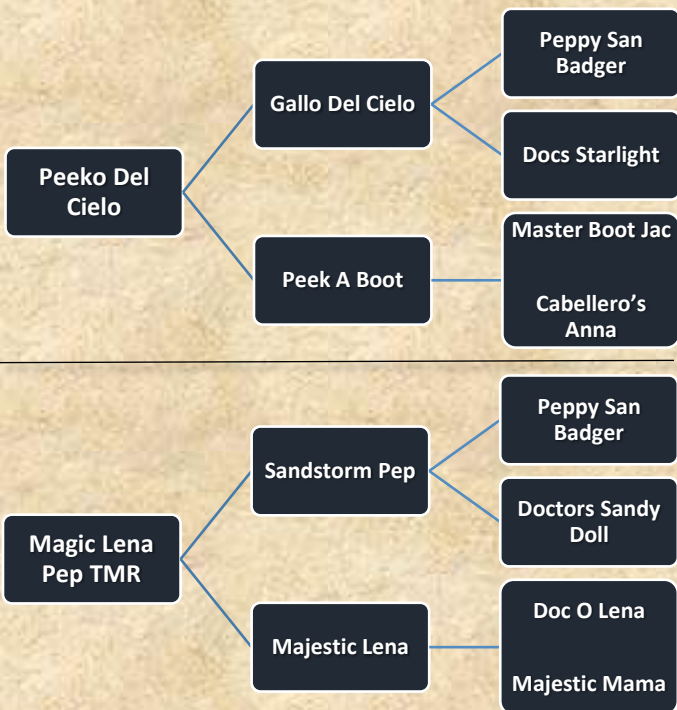 Peeko Del
Cielo
Gallo Del Cielo
Peppy San
Badger
Docs Starlight
Peek A Boot
Master Boot Jac
Cabellero’s
Anna
Magic Lena
Pep TMR
Sandstorm Pep
Peppy San
Badger
Doctors Sandy
Doll
Majestic Lena
Doc O Lena
Majestic Mama